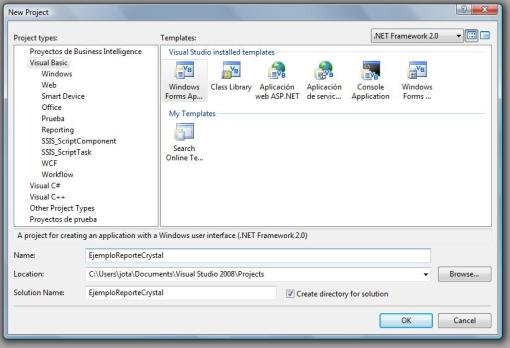 New Project
Project types:
Templates:
.NET Framework 2.0
Proyectos de Business Intelligence
Visual Basic
Windows
Web
Smart Device
Office
Prueba
Reporting
SSIS_ScriptComponent
SSIS_ScriptTask
WCF
Workflow
Visual C#
Visual C++
Other Project Types
Proyectos de prueba
Visual Studio installed templates
Windows Forms Ap...
Class Library
Aplicación web ASP.NET
Aplicación de servic...
Console Application
Windows Forms ...
My Templates
Search Online Te...
A project for creating an application with a Windows user interface (.NET Framework 2.0)
Name:
EjemploReporteCrystal
Location:
C:\Users\jota\Documents\Visual Studio 2008\Projects
Browse...
Solution Name:
EjemploReporteCrystal
Create directory for solution
OK
Cancel